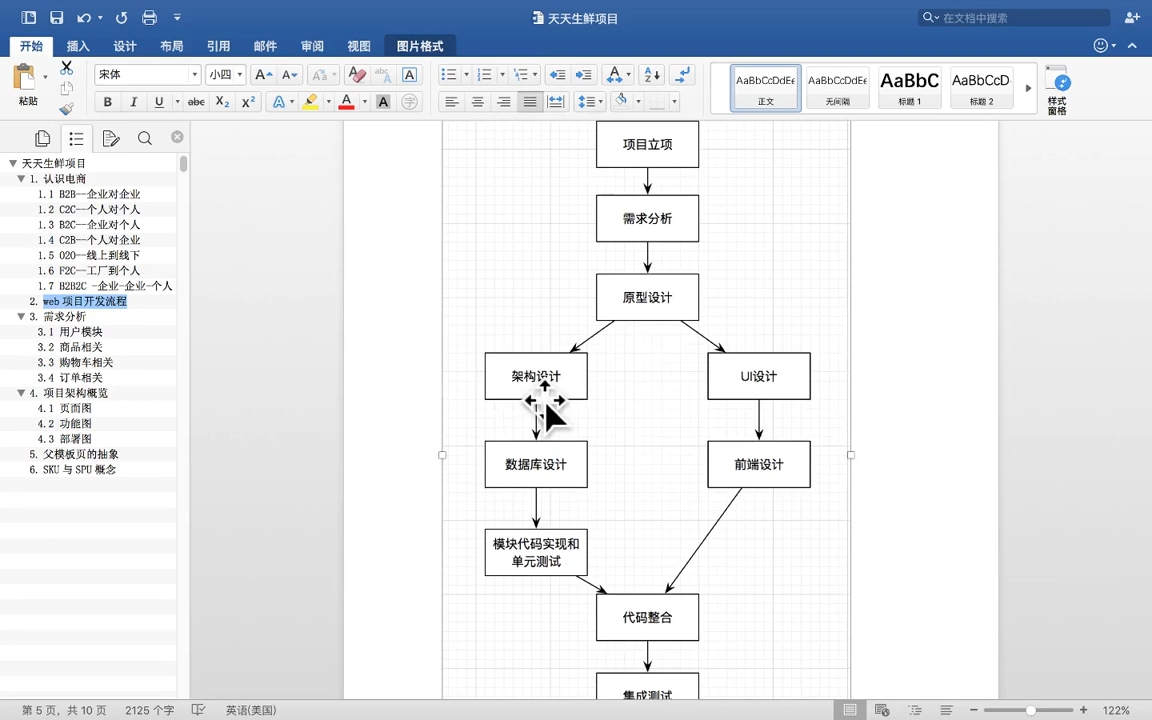 天天生鲜项目
在文档中搜索
开始 插入 设计 布局 引用 邮件 审阅 视图 图片格式
粘贴
宋体 小四
AaBbCcDdEe AaBbCcDdEe AaBbC AaBbCcD
正文 无间隔 标题 1 标题 2
样式
窗格
天天生鲜项目
1. 认识电商
1.1 B2B--企业对企业
1.2 C2C--个人对个人
1.3 B2C--企业对个人
1.4 C2B--个人对企业
1.5 O2O--线上到线下
1.6 F2C--工厂到个人
1.7 B2B2C -企业-企业-个人
2. web 项目开发流程
3. 需求分析
3.1 用户模块
3.2 商品相关
3.3 购物车相关
3.4 订单相关
4. 项目架构概览
4.1 页面图
4.2 功能图
4.3 部署图
5. 父模板页的抽象
6. SKU 与 SPU 概念
项目立项
需求分析
原型设计
架构设计 UI设计
数据库设计 前端设计
模块代码实现和
单元测试
代码整合
集成测试
第 5 页，共 10 页 2125 个字 英语(美国) 122%